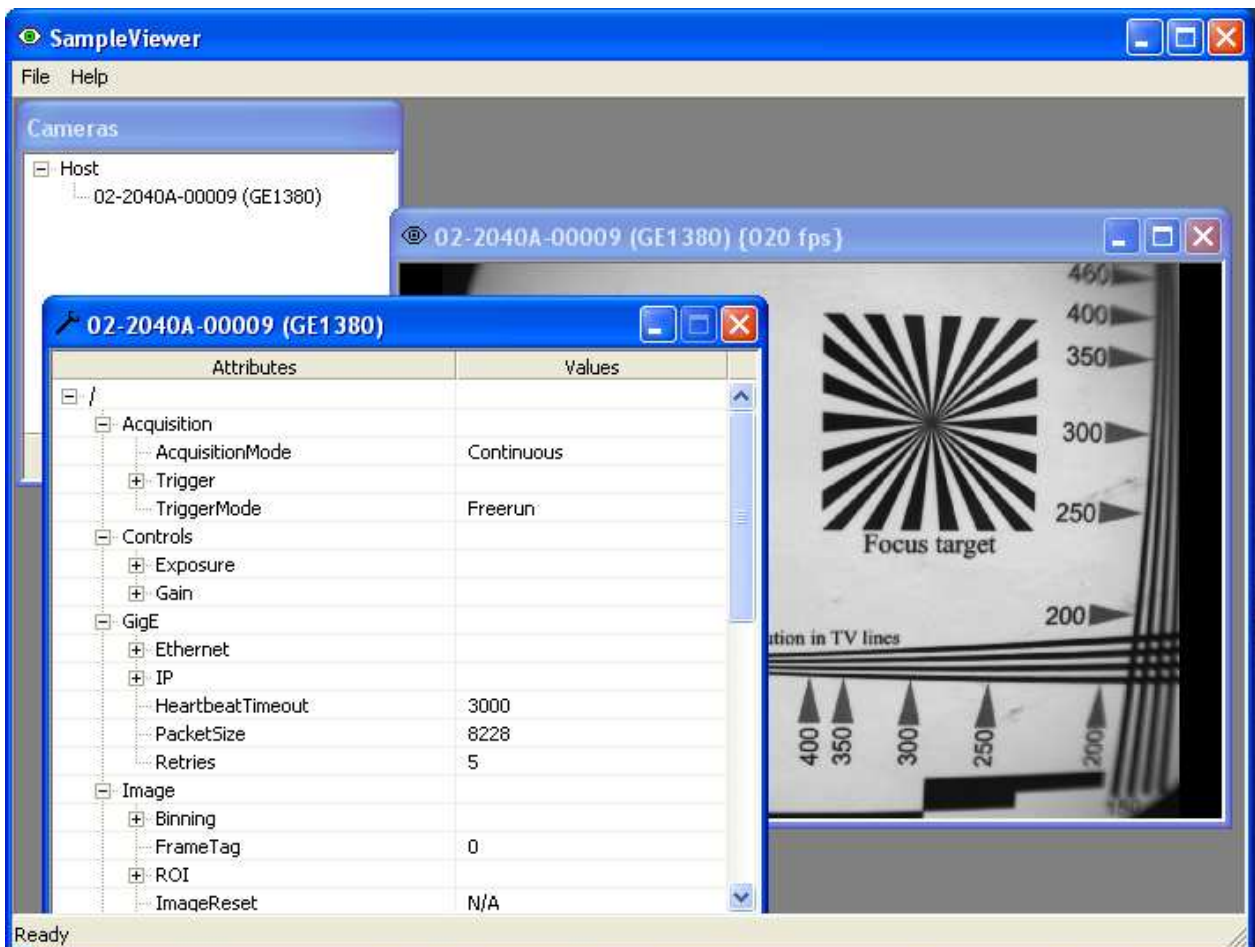 SampleViewer
File Help
Cameras
Host
02-2040A-00009 (GE1380)
02-2040A-00009 (GE1380) {020 fps}
460
400
350
300
250
200
Focus target
ution in TV lines
400
350
300
250
200
150
02-2040A-00009 (GE1380)
Attributes Values
/
Acquisition
AcquisitionMode Continuous
Trigger
TriggerMode Freerun
Controls
Exposure
Gain
GigE
Ethernet
IP
HeartbeatTimeout 3000
PacketSize 8228
Retries 5
Image
Binning
FrameTag 0
ROI
ImageReset N/A
Ready